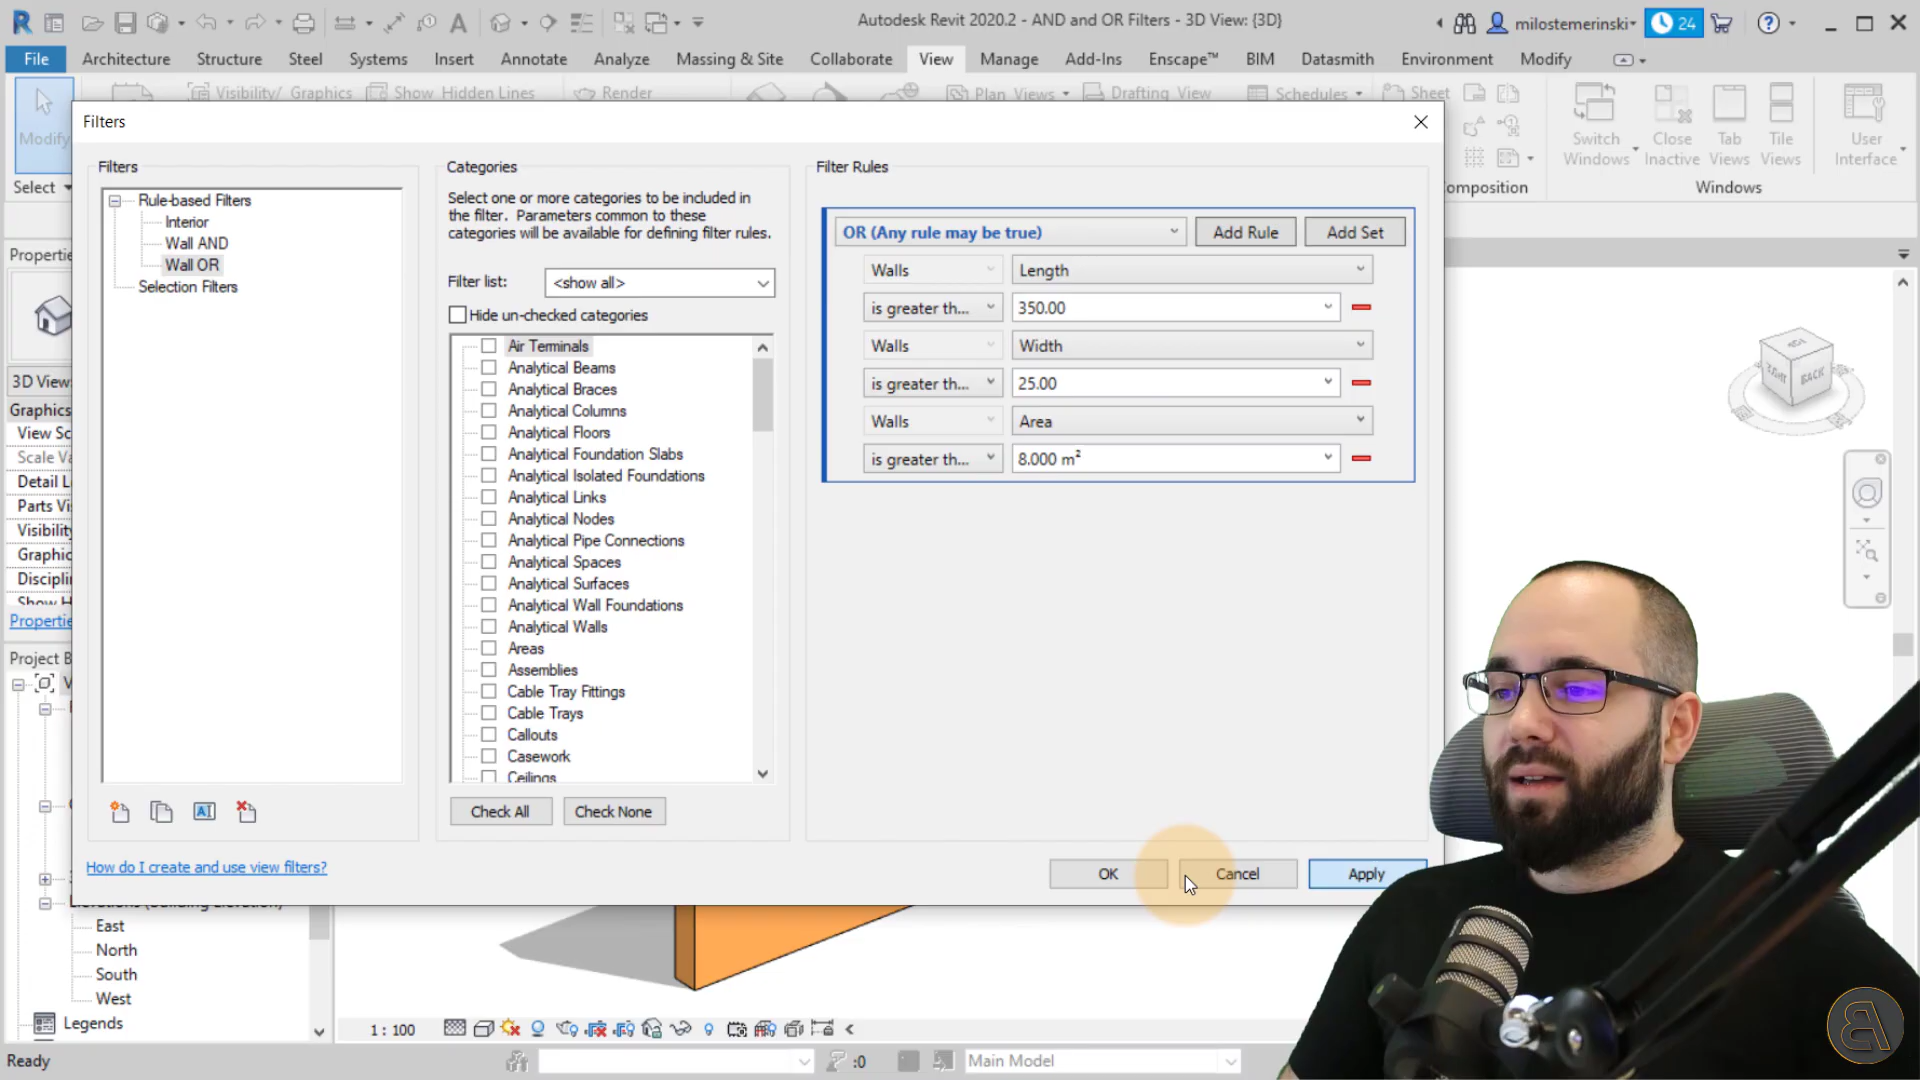 Autodesk Revit 2020.2 - AND and OR Filters - 3D View: {3D}
milostemerinski
24
File
Architecture
Structure
Steel
Systems
Insert
Annotate
Analyze
Massing & Site
Collaborate
View
Manage
Add-Ins
Enscape™
BIM
Datasmith
Environment
Modify
Modify
Select
Visibility/ Graphics
Show Hidden Lines
Render
Plan Views
Drafting View
Schedules
Sheet
Switch Windows
Close Inactive
Tab Views
Tile Views
User Interface
omposition
Windows
Filters
Filters
Rule-based Filters
Interior
Wall AND
Wall OR
Selection Filters
How do I create and use view filters?
Categories
Select one or more categories to be included in
the filter. Parameters common to these
categories will be available for defining filter rules.
Filter list:
<show all>
Hide un-checked categories
Air Terminals
Analytical Beams
Analytical Braces
Analytical Columns
Analytical Floors
Analytical Foundation Slabs
Analytical Isolated Foundations
Analytical Links
Analytical Nodes
Analytical Pipe Connections
Analytical Spaces
Analytical Surfaces
Analytical Wall Foundations
Analytical Walls
Areas
Assemblies
Cable Tray Fittings
Cable Trays
Callouts
Casework
Ceilings
Check All
Check None
Filter Rules
OR (Any rule may be true)
Add Rule
Add Set
Walls
Length
is greater th...
350.00
Walls
Width
is greater th...
25.00
Walls
Area
is greater th...
8.000 m²
OK
Cancel
Apply
Properti
3D View
Graphics
View Sc
Scale Va
Detail L
Parts Vi
Visibility
Graphic
Disciplin
Show H
Properti
Project B
Elevations (Building Elevation)
East
North
South
West
Legends
1 : 100
Ready
:0
Main Model
RIGHT
BACK